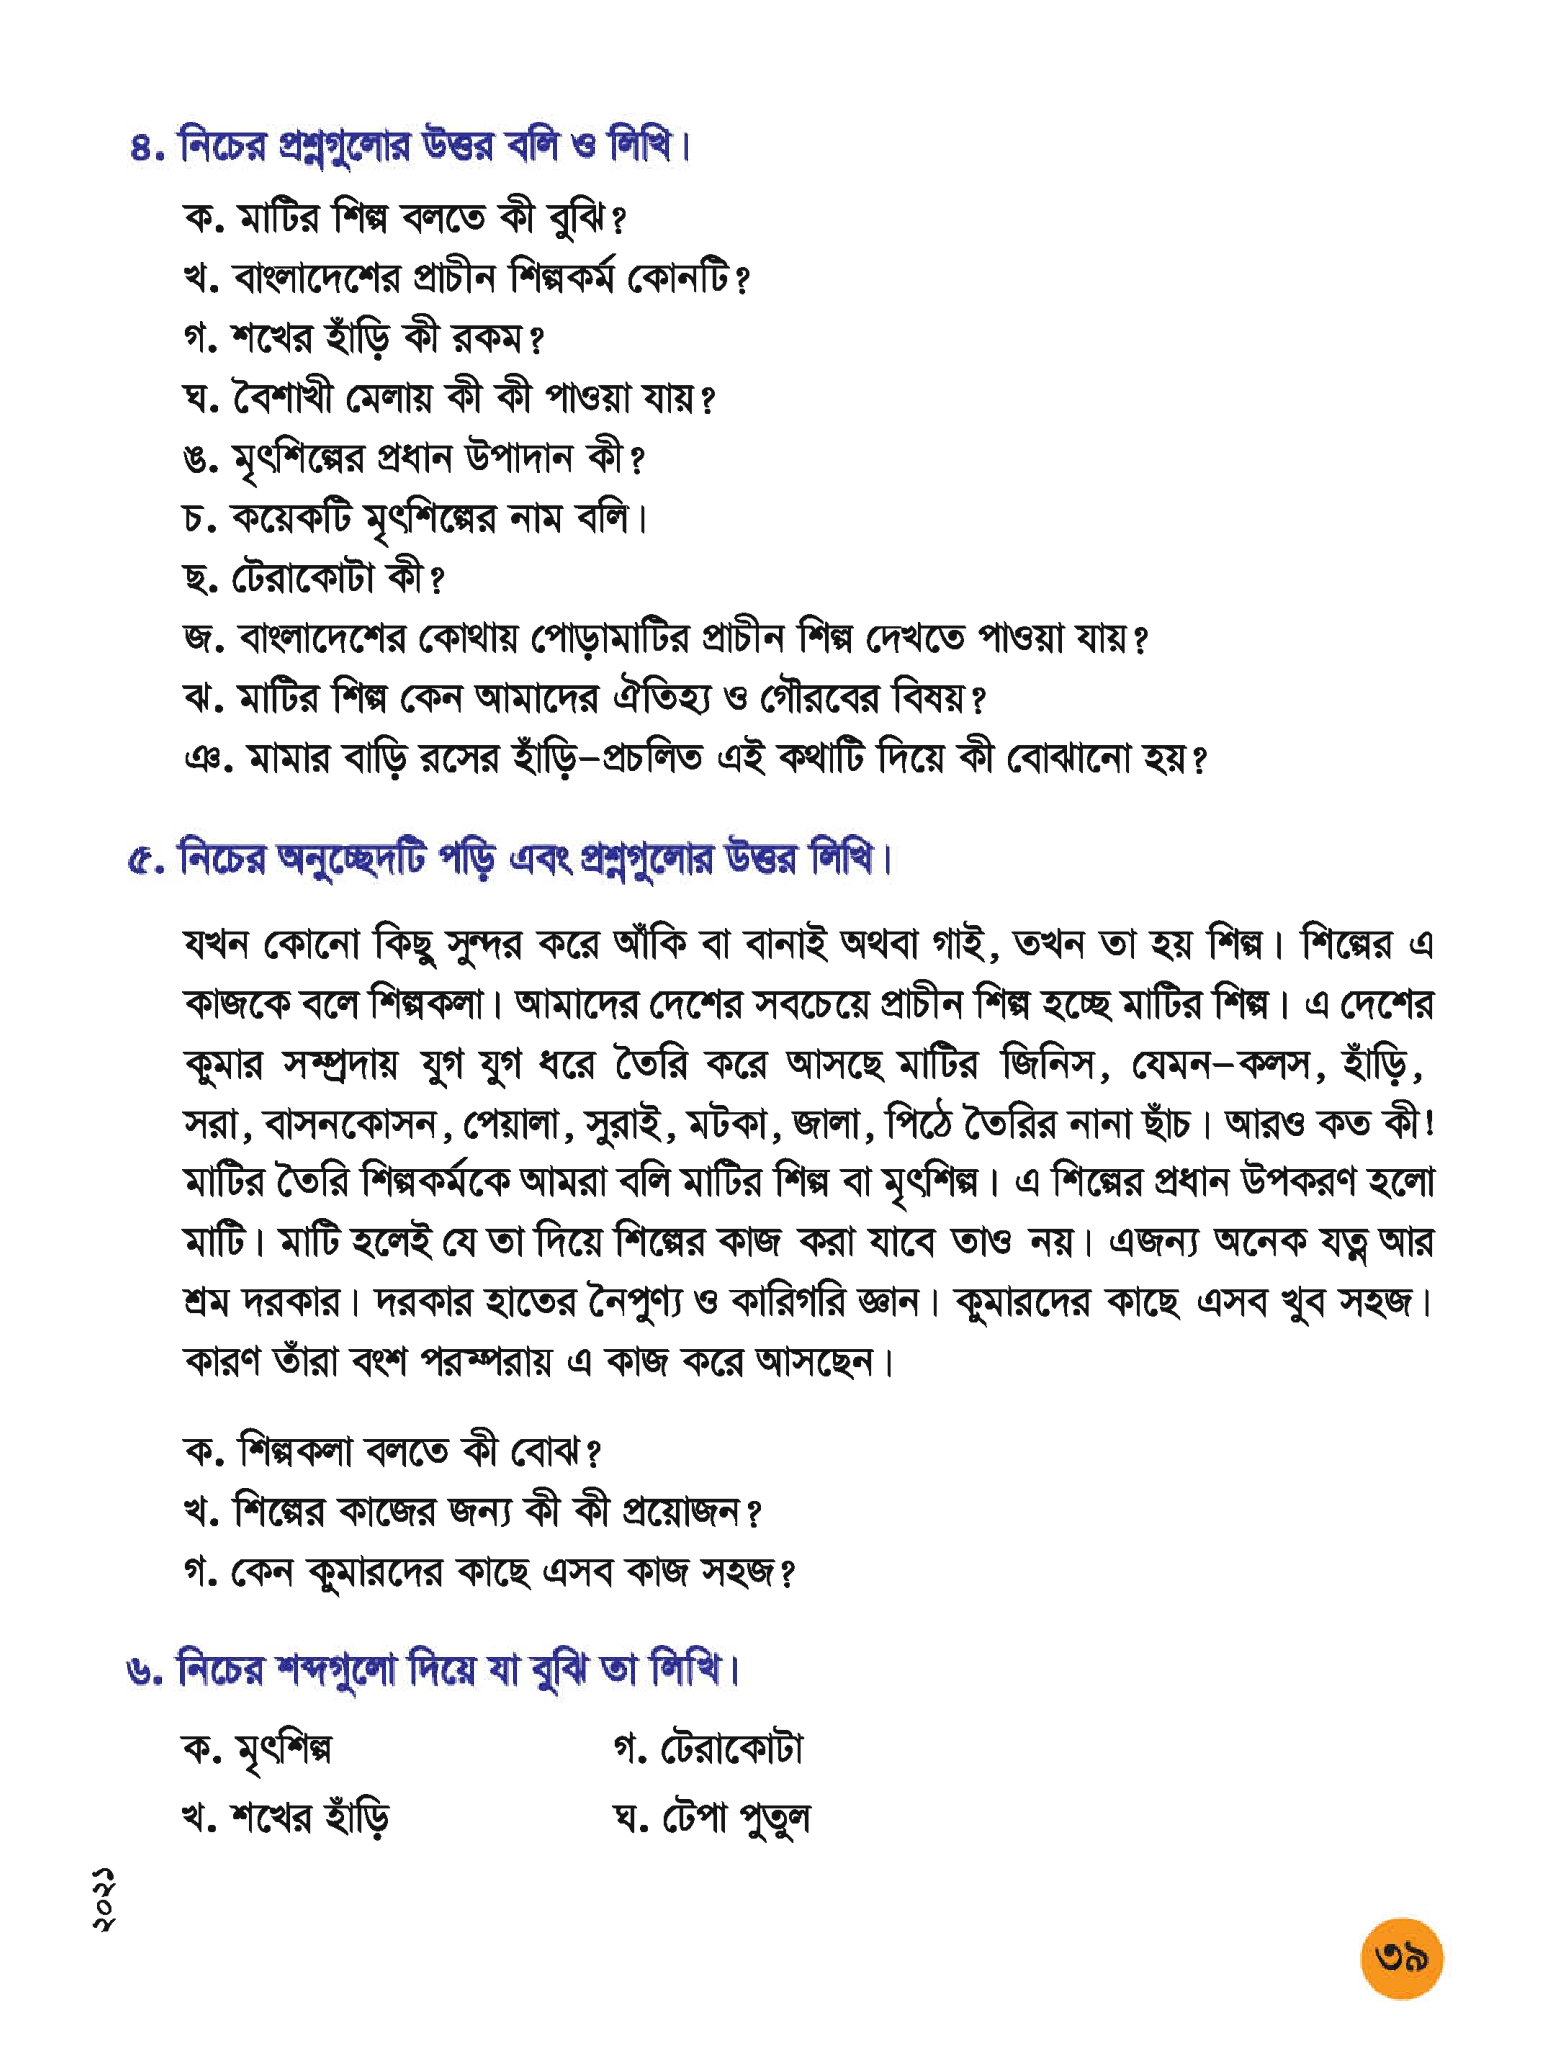 ৪. নিচের প্রশ্নগুলোর উত্তর বলি ও লিখি।
ক. মাটির শিল্প বলতে কী বুঝি?
খ. বাংলাদেশের প্রাচীন শিল্পকর্ম কোনটি?
গ. শখের হাঁড়ি কী রকম?
ঘ. বৈশাখী মেলায় কী কী পাওয়া যায়?
ঙ. মৃৎশিল্পের প্রধান উপাদান কী?
চ. কয়েকটি মৃৎশিল্পের নাম বলি।
ছ. টেরাকোটা কী?
জ. বাংলাদেশের কোথায় পোড়ামাটির প্রাচীন শিল্প দেখতে পাওয়া যায়?
ঝ. মাটির শিল্প কেন আমাদের ঐতিহ্য ও গৌরবের বিষয়?
ঞ. মামার বাড়ি রসের হাঁড়ি–প্রচলিত এই কথাটি দিয়ে কী বোঝানো হয়?
৫. নিচের অনুচ্ছেদটি পড়ি এবং প্রশ্নগুলোর উত্তর লিখি।
যখন কোনো কিছু সুন্দর করে আঁকি বা বানাই অথবা গাই, তখন তা হয় শিল্প। শিল্পের এ
কাজকে বলে শিল্পকলা। আমাদের দেশের সবচেয়ে প্রাচীন শিল্প হচ্ছে মাটির শিল্প। এ দেশের
কুমার সম্প্রদায় যুগ যুগ ধরে তৈরি করে আসছে মাটির জিনিস, যেমন–কলস, হাঁড়ি,
সরা, বাসনকোসন, পেয়ালা, সুরাই, মটকা, জালা, পিঠে তৈরির নানা ছাঁচ। আরও কত কী!
মাটির তৈরি শিল্পকর্মকে আমরা বলি মাটির শিল্প বা মৃৎশিল্প। এ শিল্পের প্রধান উপকরণ হলো
মাটি। মাটি হলেই যে তা দিয়ে শিল্পের কাজ করা যাবে তাও নয়। এজন্য অনেক যত্ন আর
শ্রম দরকার। দরকার হাতের নৈপুণ্য ও কারিগরি জ্ঞান। কুমারদের কাছে এসব খুব সহজ।
কারণ তাঁরা বংশ পরম্পরায় এ কাজ করে আসছেন।
ক. শিল্পকলা বলতে কী বোঝ?
খ. শিল্পের কাজের জন্য কী কী প্রয়োজন?
গ. কেন কুমারদের কাছে এসব কাজ সহজ?
৬. নিচের শব্দগুলো দিয়ে যা বুঝি তা লিখি।
ক. মৃৎশিল্প গ. টেরাকোটা
খ. শখের হাঁড়ি ঘ. টেপা পুতুল
২০২১
৩৯